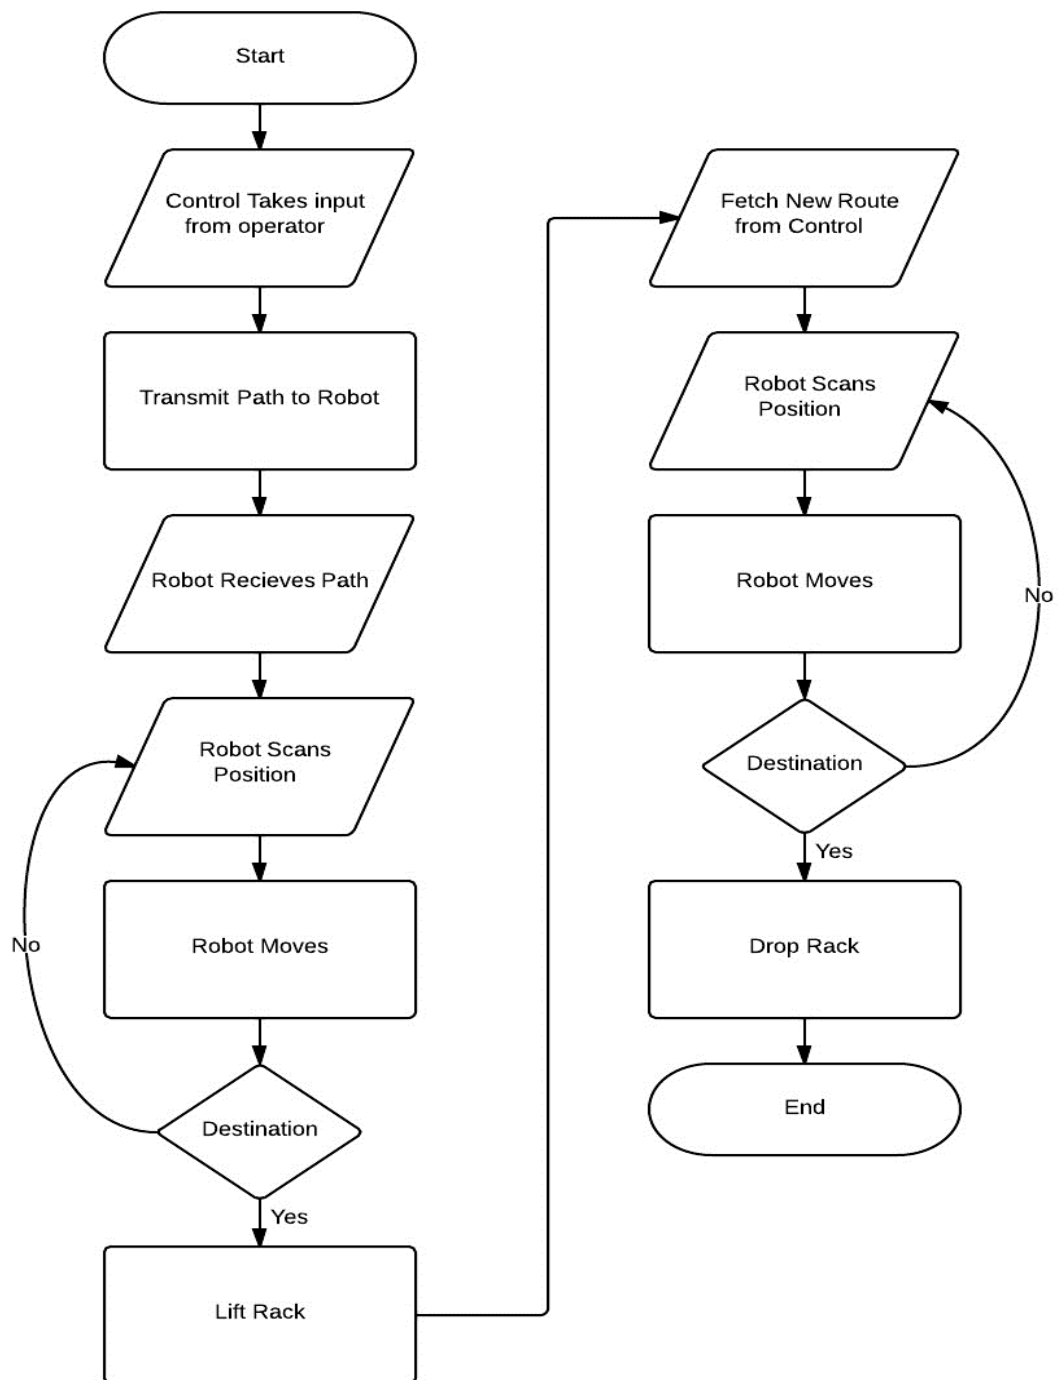 Start
Control Takes input
from operator
Transmit Path to Robot
Robot Recieves Path
Robot Scans
Position
Robot Moves
No
Destination
Yes
Lift Rack
Fetch New Route
from Control
Robot Scans
Position
Robot Moves
No
Destination
Yes
Drop Rack
End